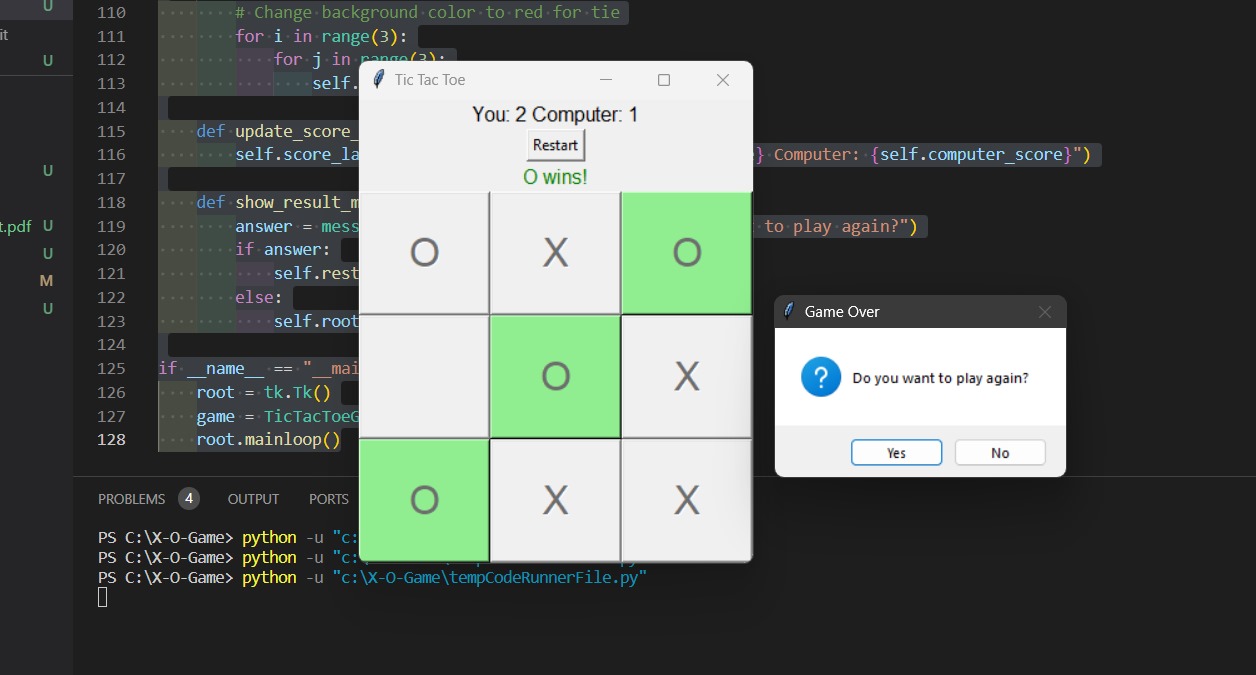 U
it
U
U
t.pdf U
U
M
U
110 # Change background color to red for tie
111 for i in range(3):
112 for j in range(3):
113 self.
114
115 def update_score_
116 self.score_la } Computer: {self.computer_score}")
117
118 def show_result_m
119 answer = mess to play again?")
120 if answer:
121 self.rest
122 else:
123 self.root
124
125 if __name__ == "__mai
126 root = tk.Tk()
127 game = TicTacToeG
128 root.mainloop()
Tic Tac Toe
You: 2 Computer: 1
Restart
O wins!
O X O
O X
O X X
Game Over
?
Do you want to play again?
Yes No
PROBLEMS 4 OUTPUT PORTS
PS C:\X-O-Game> python -u "c:
PS C:\X-O-Game> python -u "c:
PS C:\X-O-Game> python -u "c:\X-O-Game\tempCodeRunnerFile.py"